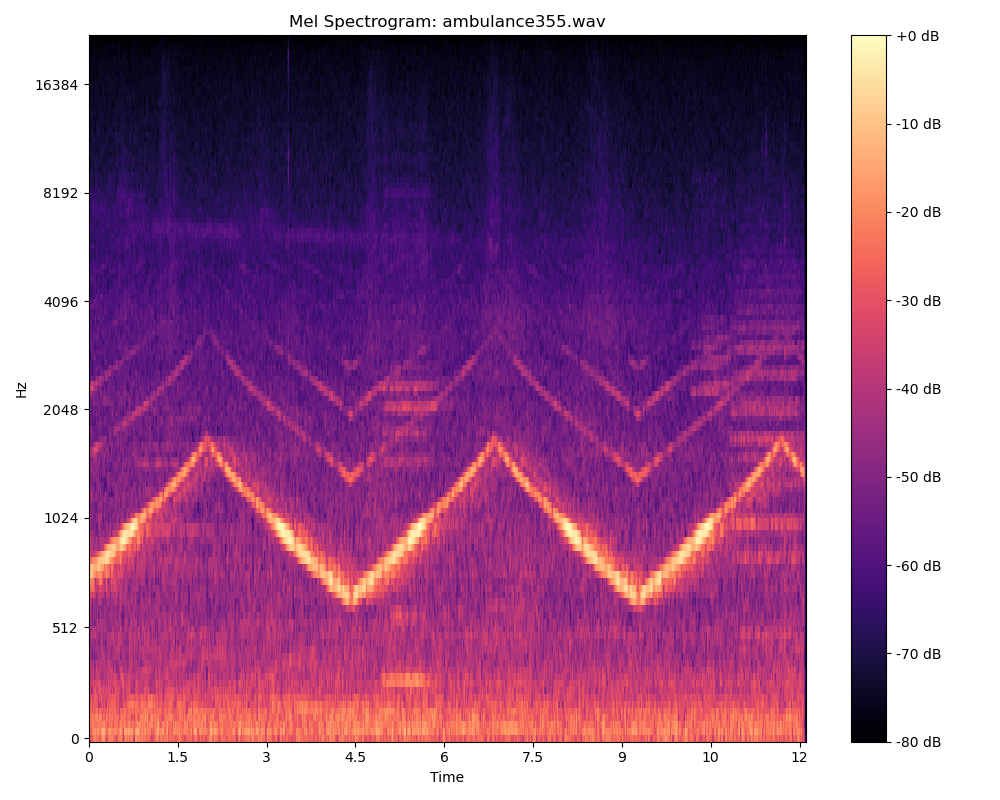 Mel Spectrogram: ambulance355.wav
+0 dB
-10 dB
-20 dB
-30 dB
-40 dB
-50 dB
-60 dB
-70 dB
-80 dB
16384
8192
4096
2048
1024
512
0
Hz
0 1.5 3 4.5 6 7.5 9 10 12
Time